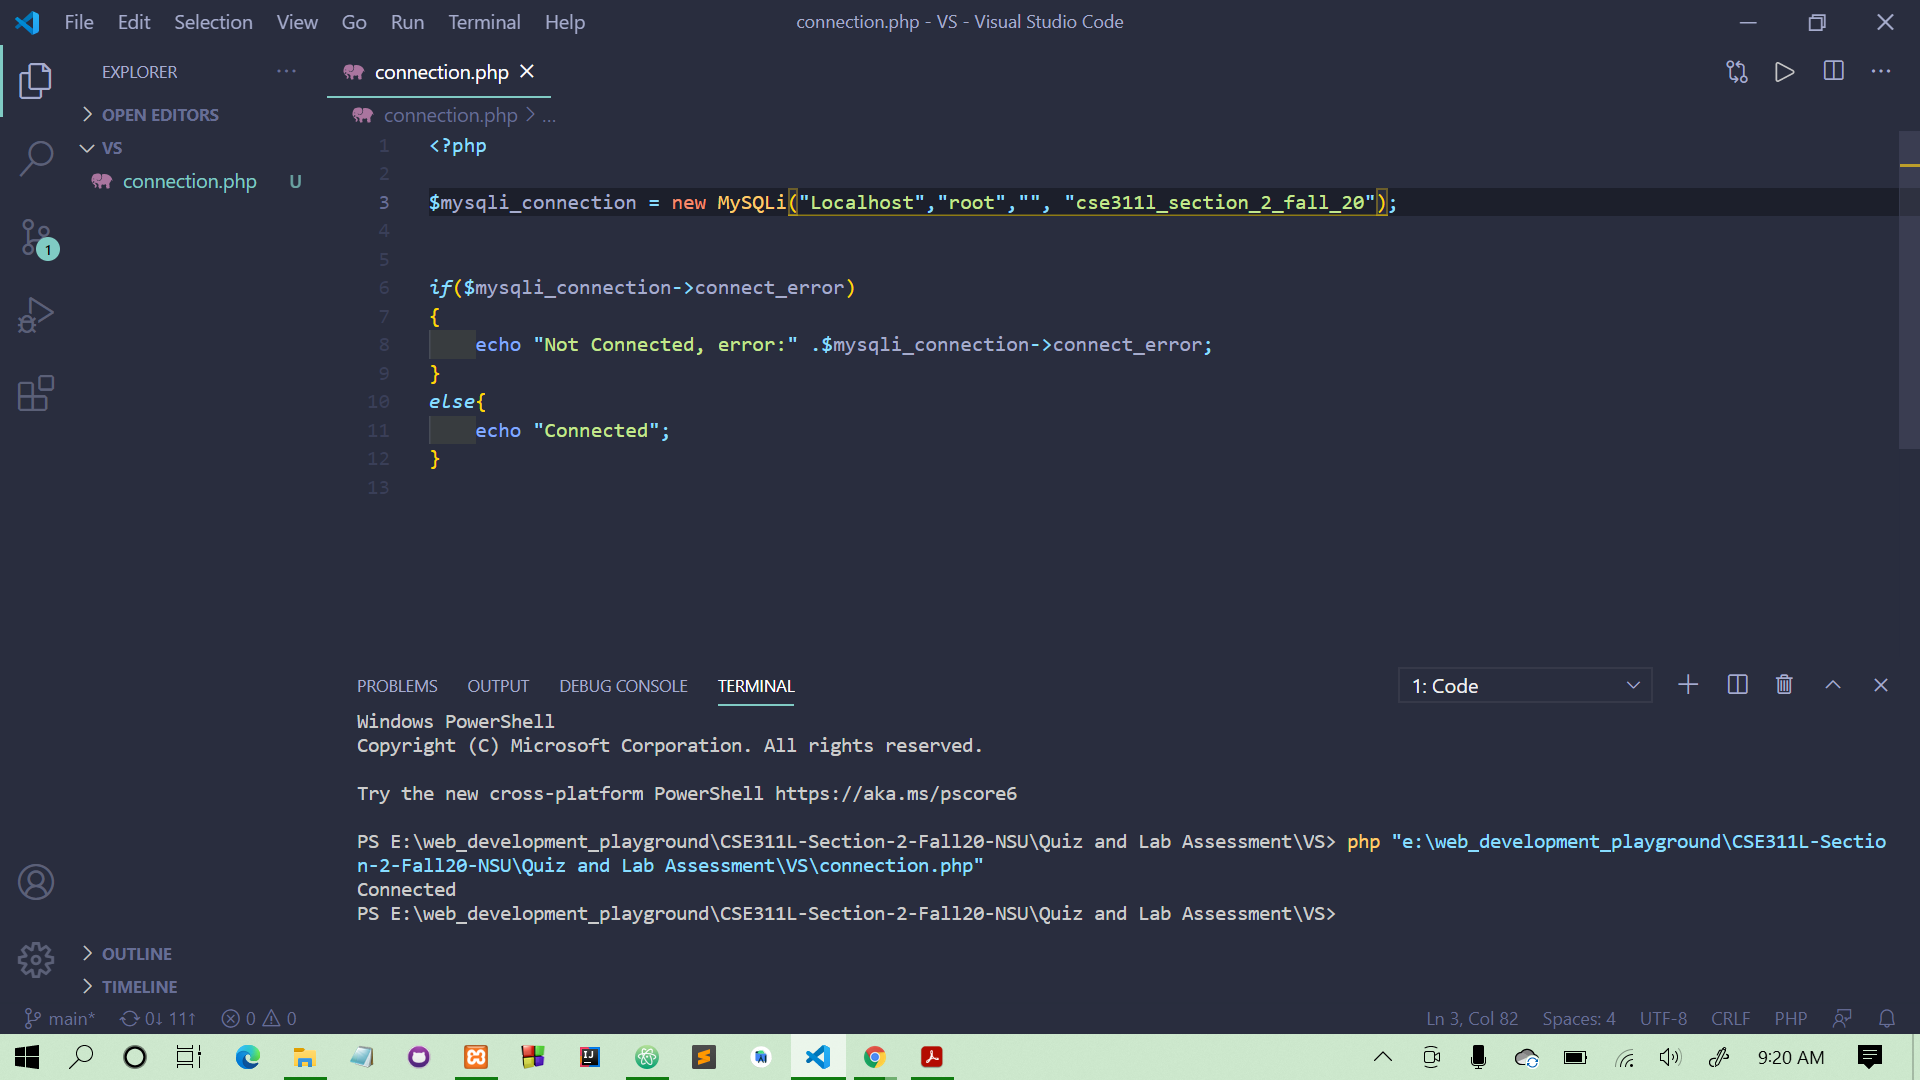 File Edit Selection View Go Run Terminal Help connection.php - VS - Visual Studio Code
EXPLORER ···
connection.php
OPEN EDITORS
VS
connection.php U
connection.php > ...
1 <?php
2
3 $mysqli_connection = new MySQLi("Localhost","root","", "cse311l_section_2_fall_20");
4
5
6 if($mysqli_connection->connect_error)
7 {
8 echo "Not Connected, error:" .$mysqli_connection->connect_error;
9 }
10 else{
11 echo "Connected";
12 }
13
1
PROBLEMS OUTPUT DEBUG CONSOLE TERMINAL 1: Code
Windows PowerShell
Copyright (C) Microsoft Corporation. All rights reserved.
Try the new cross-platform PowerShell https://aka.ms/pscore6
PS E:\web_development_playground\CSE311L-Section-2-Fall20-NSU\Quiz and Lab Assessment\VS> php "e:\web_development_playground\CSE311L-Sectio
n-2-Fall20-NSU\Quiz and Lab Assessment\VS\connection.php"
Connected
PS E:\web_development_playground\CSE311L-Section-2-Fall20-NSU\Quiz and Lab Assessment\VS>
OUTLINE
TIMELINE
main* 0↓ 11↑ 0 0 Ln 3, Col 82 Spaces: 4 UTF-8 CRLF PHP
9:20 AM